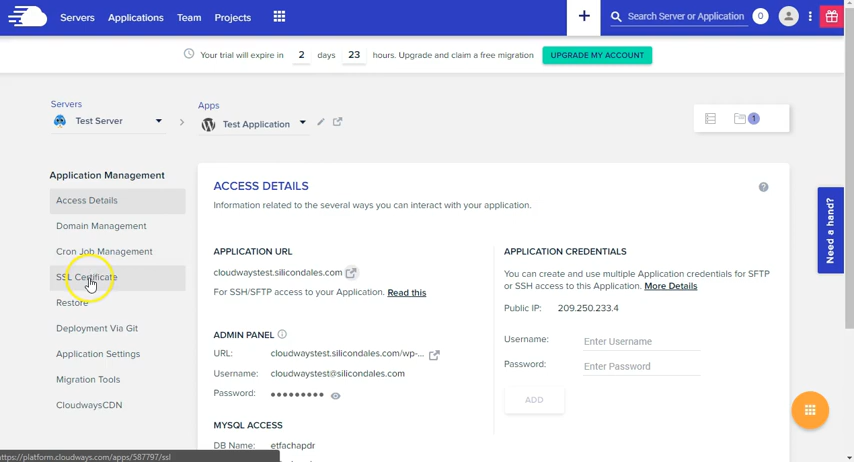 Servers Applications Team Projects
+ Search Server or Application 0
Your trial will expire in 2 days 23 hours. Upgrade and claim a free migration UPGRADE MY ACCOUNT
Servers
Test Server
Apps
Test Application
1
Application Management
Access Details
Domain Management
Cron Job Management
SSL Certificate
Restore
Deployment Via Git
Application Settings
Migration Tools
CloudwaysCDN
ACCESS DETAILS
Information related to the several ways you can interact with your application.
APPLICATION URL
cloudwaystest.silicondales.com
For SSH/SFTP access to your Application. Read this
ADMIN PANEL
URL: cloudwaystest.silicondales.com/wp-...
Username: cloudwaystest@silicondales.com
Password: •••••••••
MYSQL ACCESS
DB Name: etfachapdr
APPLICATION CREDENTIALS
You can create and use multiple Application credentials for SFTP
or SSH access to this Application. More Details
Public IP: 209.250.233.4
Username: Enter Username
Password: Enter Password
ADD
Need a hand?
https://platform.cloudways.com/apps/587797/ssl